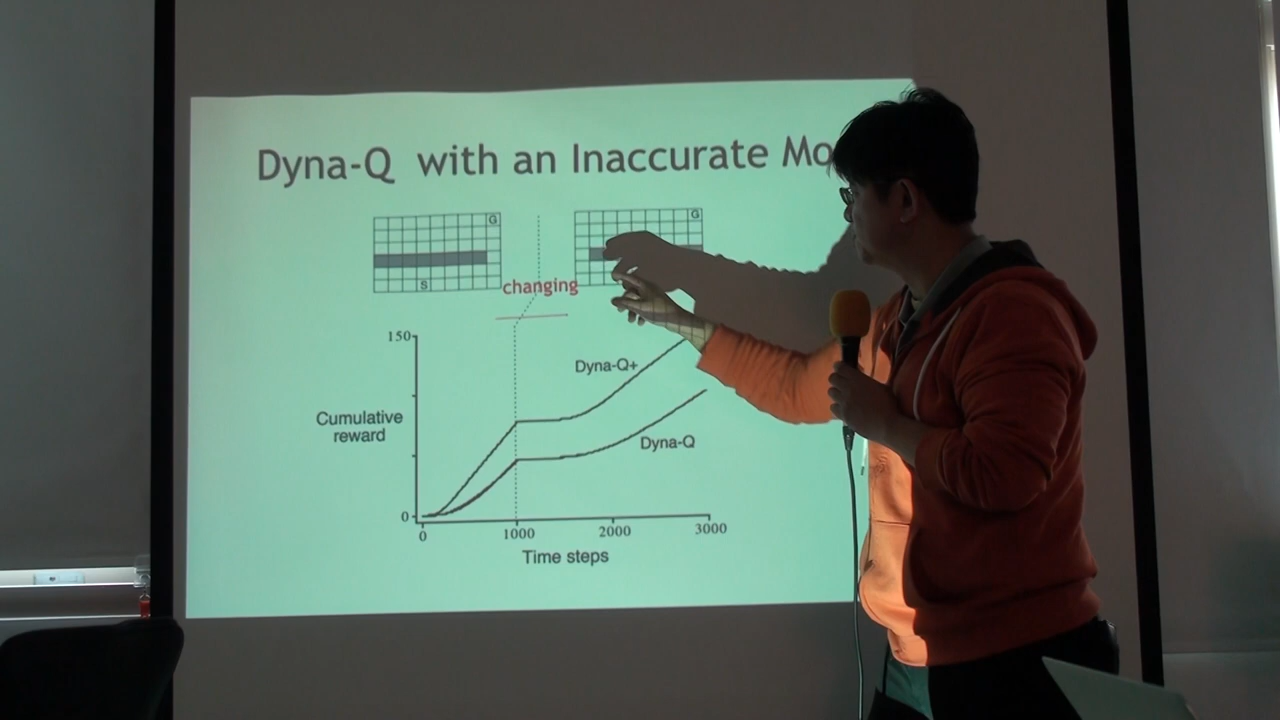 Dyna-Q with an Inaccurate Mo
G
G
S
changing
150
Dyna-Q+
Cumulative
reward
Dyna-Q
0
0 1000 2000 3000
Time steps